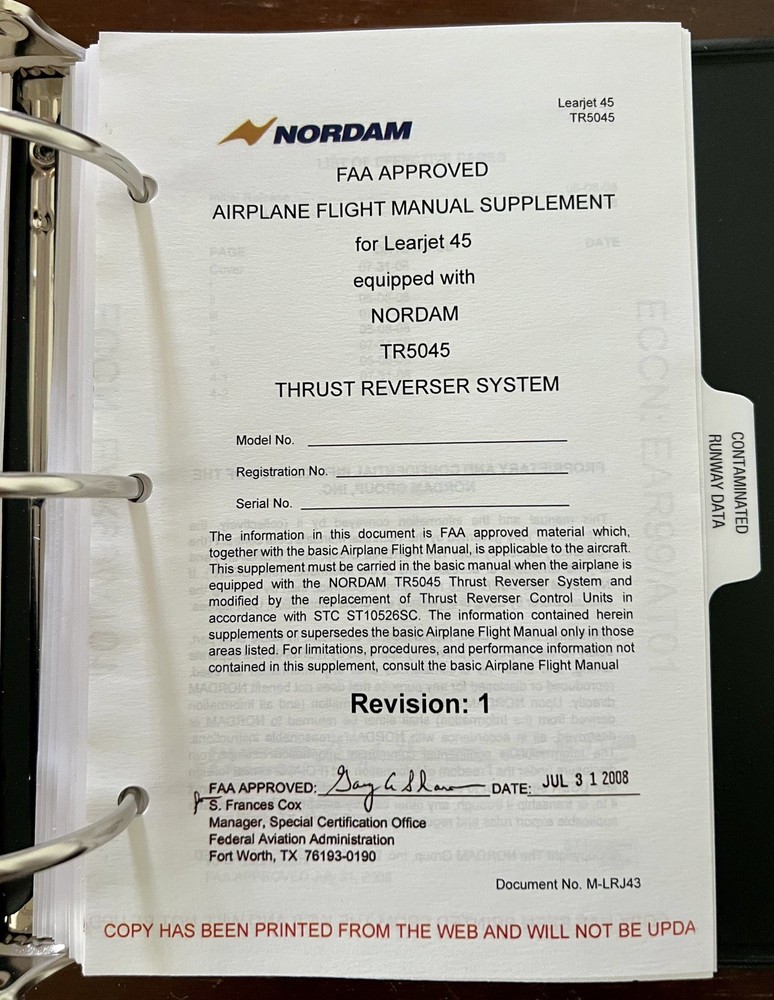 Learjet 45
TR5045
NORDAM
FAA APPROVED
AIRPLANE FLIGHT MANUAL SUPPLEMENT
for Learjet 45
equipped with
NORDAM
TR5045
THRUST REVERSER SYSTEM
Model No.
Registration No.
Serial No.
The information in this document is FAA approved material which,
together with the basic Airplane Flight Manual, is applicable to the aircraft.
This supplement must be carried in the basic manual when the airplane is
equipped with the NORDAM TR5045 Thrust Reverser System and
modified by the replacement of Thrust Reverser Control Units in
accordance with STC ST10526SC. The information contained herein
supplements or supersedes the basic Airplane Flight Manual only in those
areas listed. For limitations, procedures, and performance information not
contained in this supplement, consult the basic Airplane Flight Manual
Revision: 1
FAA APPROVED: DATE: JUL 31 2008
S. Frances Cox
Manager, Special Certification Office
Federal Aviation Administration
Fort Worth, TX 76193-0190
Document No. M-LRJ43
COPY HAS BEEN PRINTED FROM THE WEB AND WILL NOT BE UPDA
CONTAMINATED
RUNWAY DATA